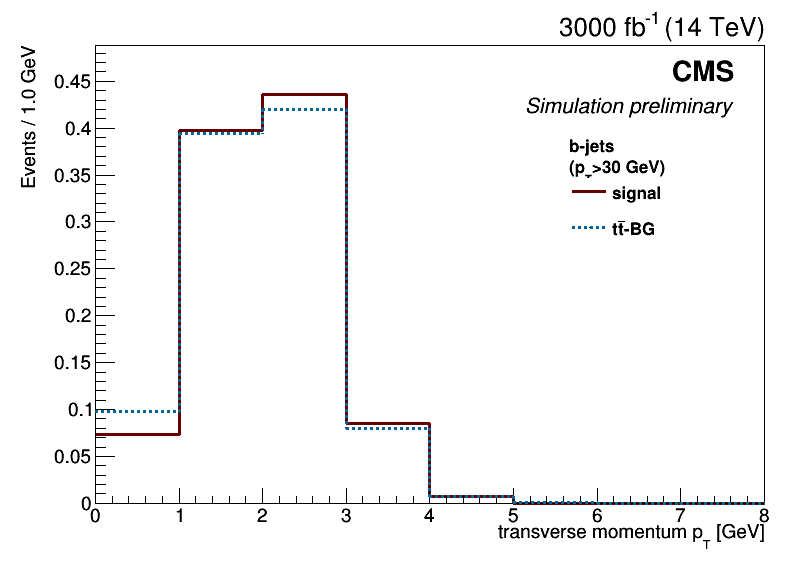 3000 fb⁻¹ (14 TeV)
CMS
Simulation preliminary
b-jets
(p_T>30 GeV)
signal
tt̄-BG
Events / 1.0 GeV
0.45
0.4
0.35
0.3
0.25
0.2
0.15
0.1
0.05
0
0 1 2 3 4 5 6 7 8
transverse momentum p_T [GeV]